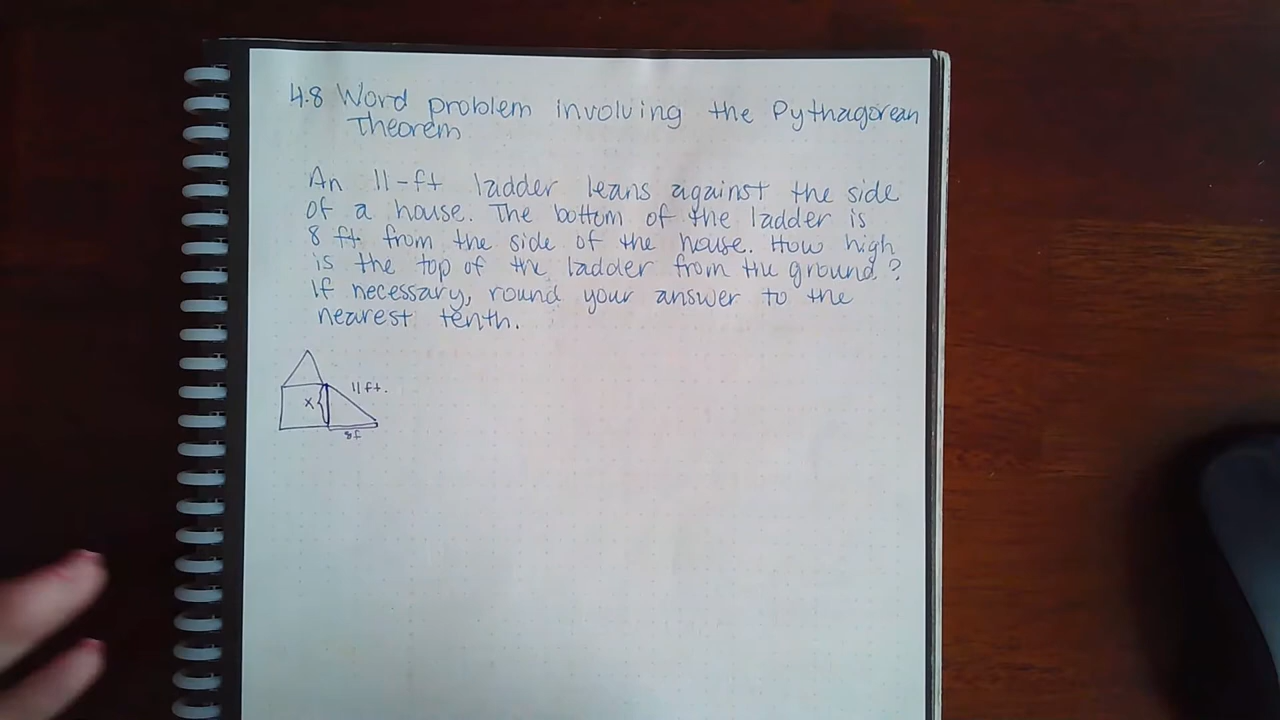 4.8 Word problem involving the Pythagorean
Theorem
An 11-ft ladder leans against the side
of a house. The bottom of the ladder is
8 ft from the side of the house. How high
is the top of the ladder from the ground?
If necessary, round your answer to the
nearest tenth.
11ft.
x
8f